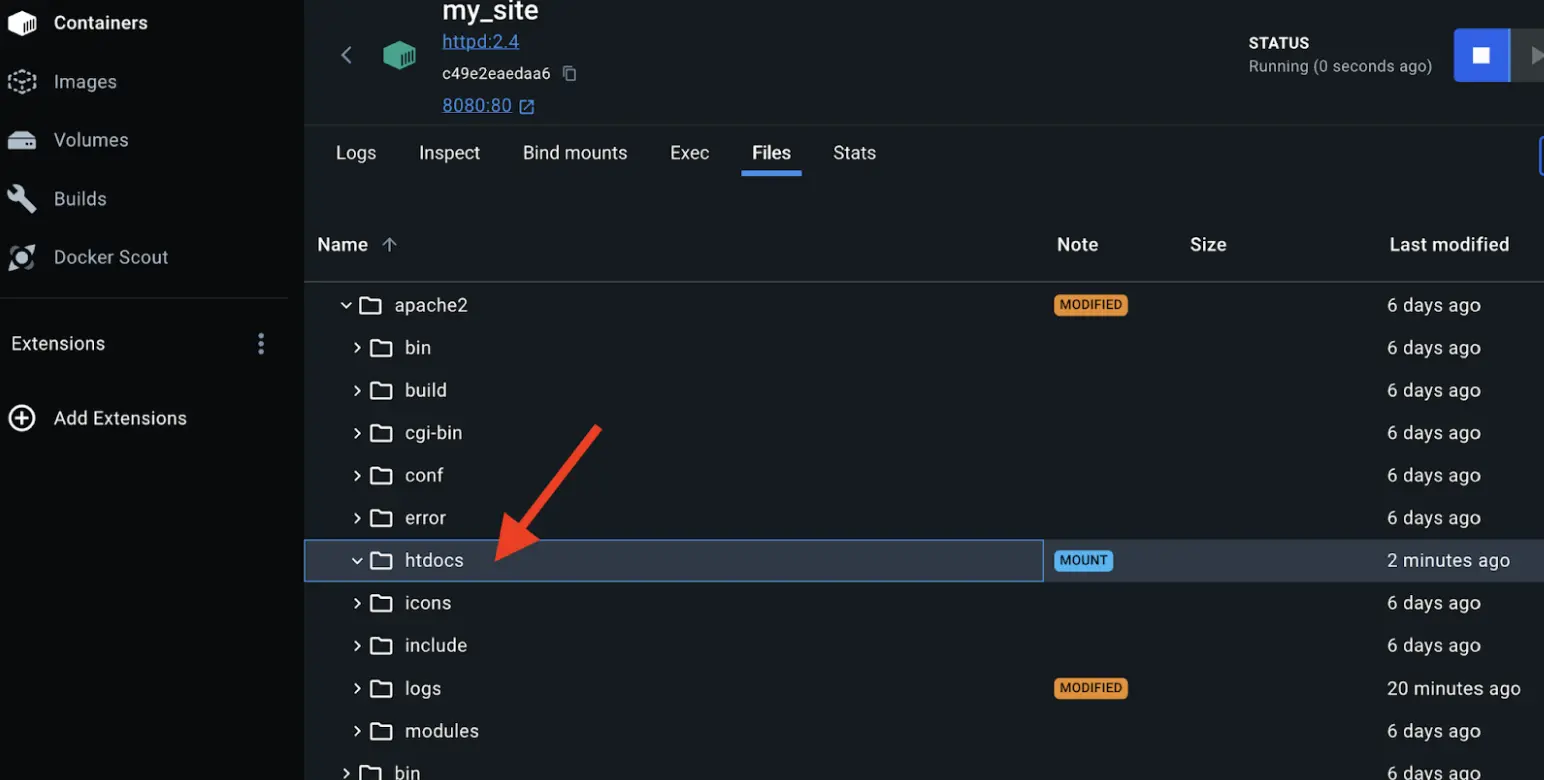 Containers
Images
Volumes
Builds
Docker Scout
Extensions
Add Extensions
my_site
httpd:2.4
c49e2eaedaa6
8080:80
STATUS
Running (0 seconds ago)
Logs Inspect Bind mounts Exec Files Stats
Name Note Size Last modified
apache2 MODIFIED 6 days ago
bin 6 days ago
build 6 days ago
cgi-bin 6 days ago
conf 6 days ago
error 6 days ago
htdocs MOUNT 2 minutes ago
icons 6 days ago
include 6 days ago
logs MODIFIED 20 minutes ago
modules 6 days ago
bin 6 days ago